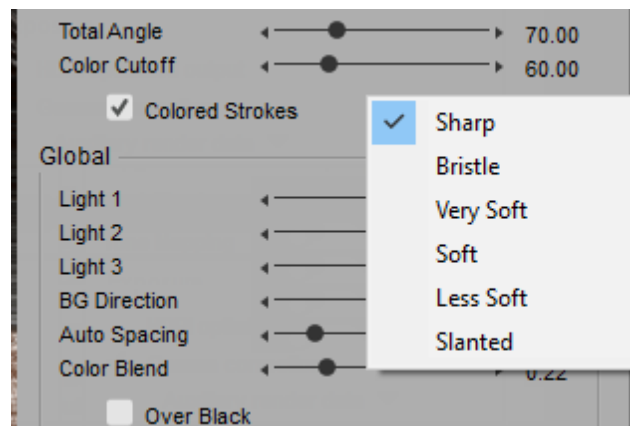 Total Angle 70.00
Color Cutoff 60.00
Colored Strokes
Global
Light 1
Light 2
Light 3
BG Direction
Auto Spacing
Color Blend 0.22
Over Black
Sharp
Bristle
Very Soft
Soft
Less Soft
Slanted